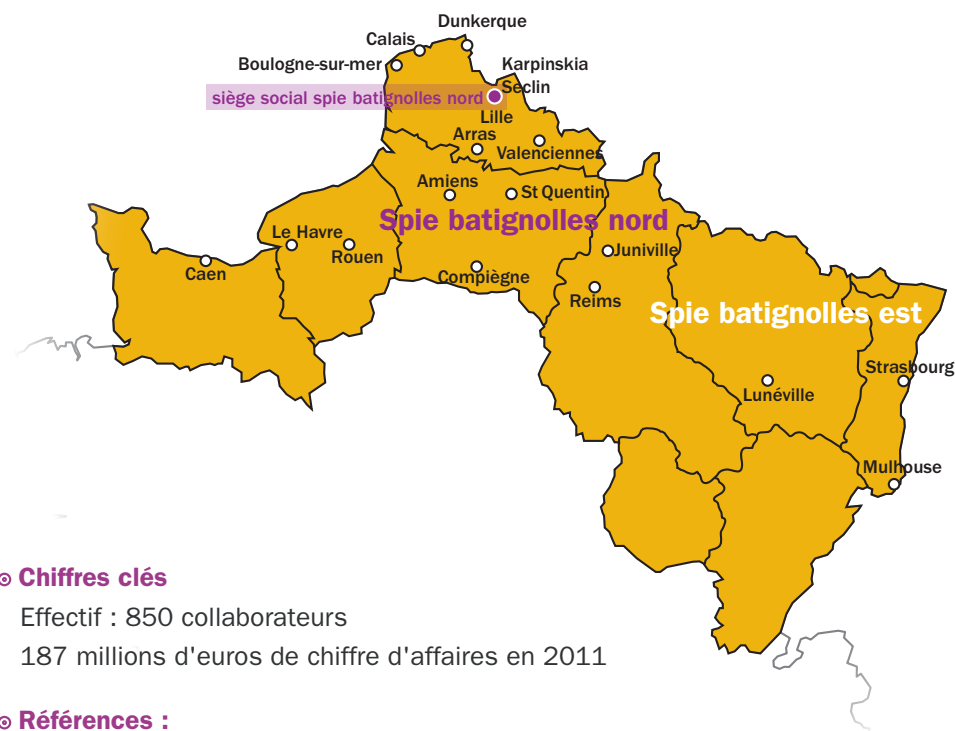 Dunkerque
Calais
Boulogne-sur-mer
Karpinskia
Seclin
siège social spie batignolles nord
Lille
Arras
Valenciennes
Amiens
St Quentin
Spie batignolles nord
Le Havre
Rouen
Juniville
Caen
Compiègne
Reims
Spie batignolles est
Strasbourg
Lunéville
Mulhouse
Chiffres clés
Effectif : 850 collaborateurs
187 millions d'euros de chiffre d'affaires en 2011
Références :